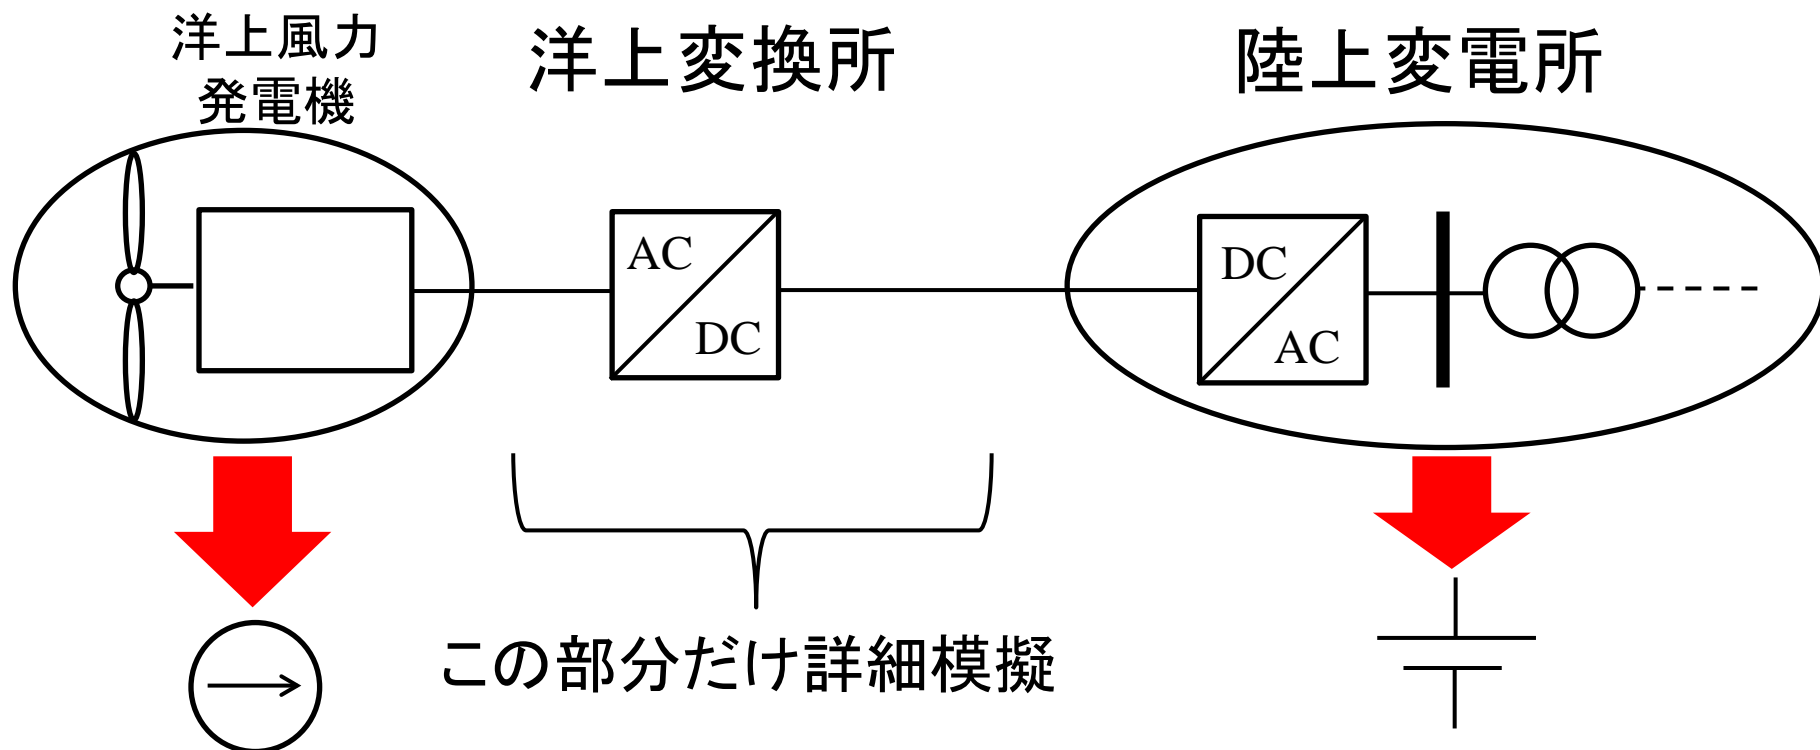 洋上風力
発電機
洋上変換所
陸上変電所
AC
DC
DC
AC
この部分だけ詳細模擬